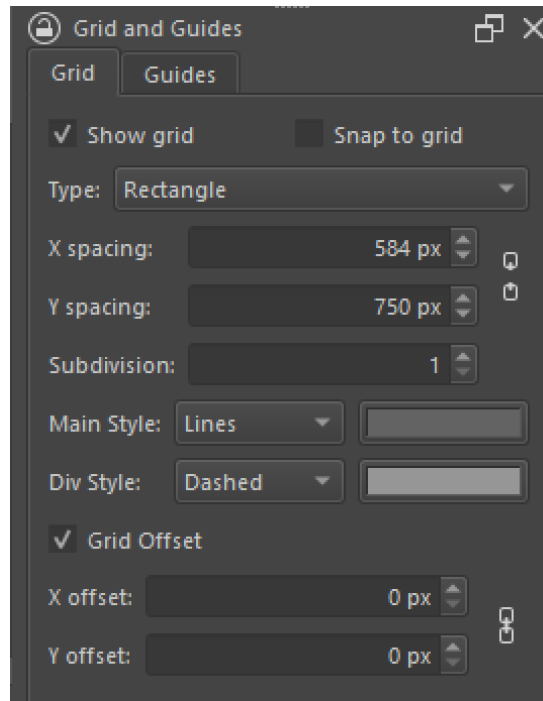 Grid and Guides
Grid Guides
Show grid Snap to grid
Type: Rectangle
X spacing: 584 px
Y spacing: 750 px
Subdivision: 1
Main Style: Lines
Div Style: Dashed
Grid Offset
X offset: 0 px
Y offset: 0 px